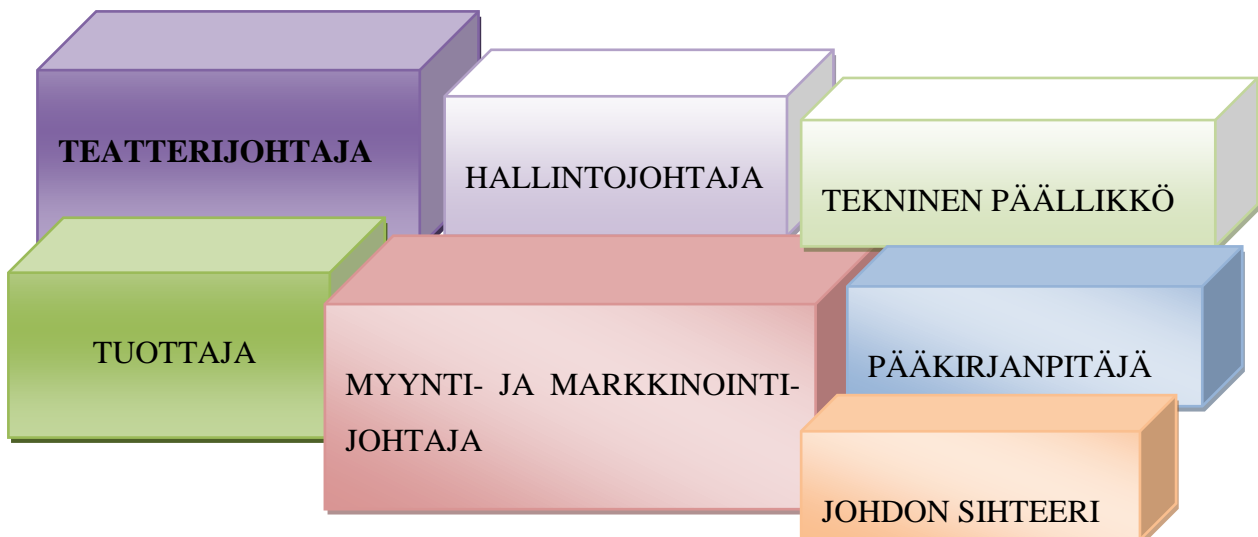 TEATTERIJOHTAJA
HALLINTOJOHTAJA
TEKNINEN PÄÄLLIKKÖ
TUOTTAJA
MYYNTI- JA MARKKINOINTI-
JOHTAJA
PÄÄKIRJANPITÄJÄ
JOHDON SIHTEERI